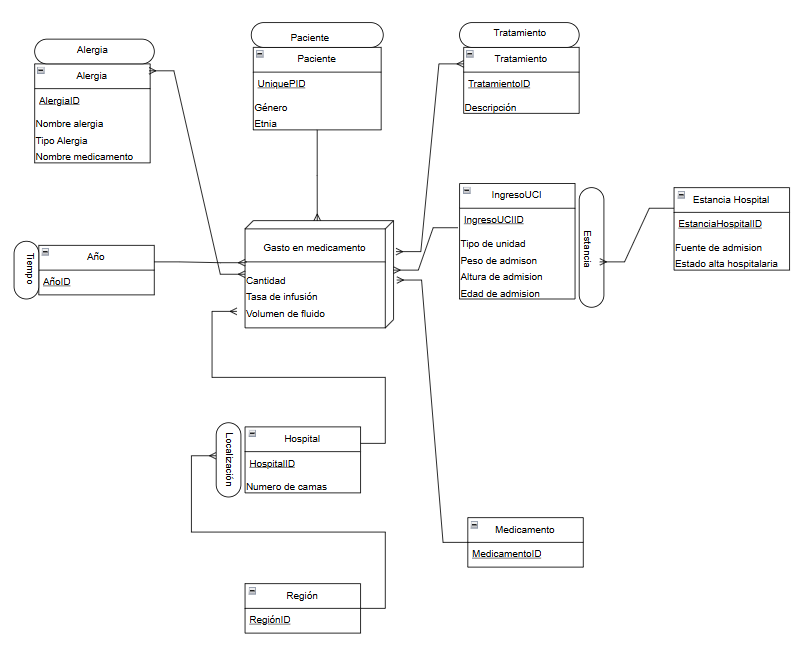 Alergia
Alergia
AlergiaID
Nombre alergia
Tipo Alergia
Nombre medicamento
Paciente
Paciente
UniquePID
Género
Etnia
Tratamiento
Tratamiento
TratamientoID
Descripción
Tiempo
Año
AñoID
Gasto en medicamento
Cantidad
Tasa de infusión
Volumen de fluido
IngresoUCI
IngresoUCIID
Tipo de unidad
Peso de admison
Altura de admision
Edad de admision
Estancia
Estancia Hospital
EstanciaHospitalID
Fuente de admision
Estado alta hospitalaria
Localización
Hospital
HospitalID
Numero de camas
Medicamento
MedicamentoID
Región
RegiónID